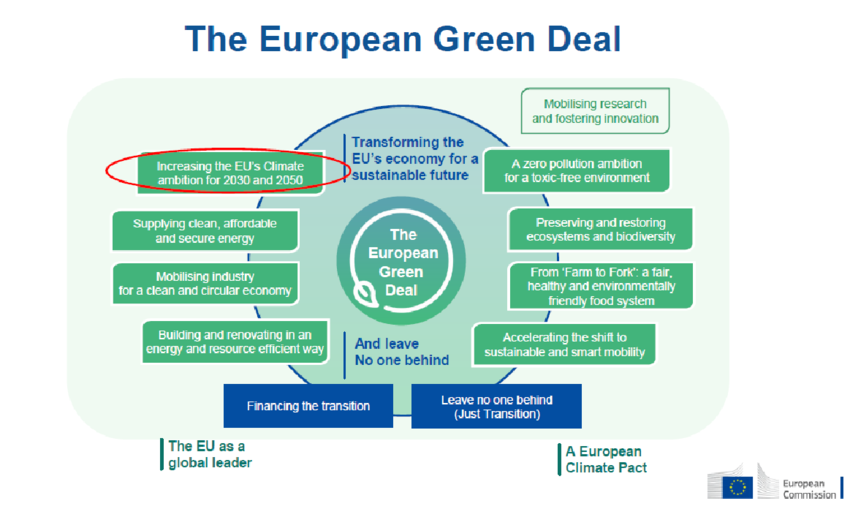 The European Green Deal
Mobilising research
and fostering innovation
Transforming the
EU's economy for a
sustainable future
Increasing the EU's Climate
ambition for 2030 and 2050
A zero pollution ambition
for a toxic-free environment
Supplying clean, affordable
and secure energy
The
European
Green
Deal
Preserving and restoring
ecosystems and biodiversity
Mobilising industry
for a clean and circular economy
From 'Farm to Fork': a fair,
healthy and environmentally
friendly food system
Building and renovating in an
energy and resource efficient way
And leave
No one behind
Accelerating the shift to
sustainable and smart mobility
Financing the transition
Leave no one behind
(Just Transition)
The EU as a
global leader
A European
Climate Pact
European
Commission